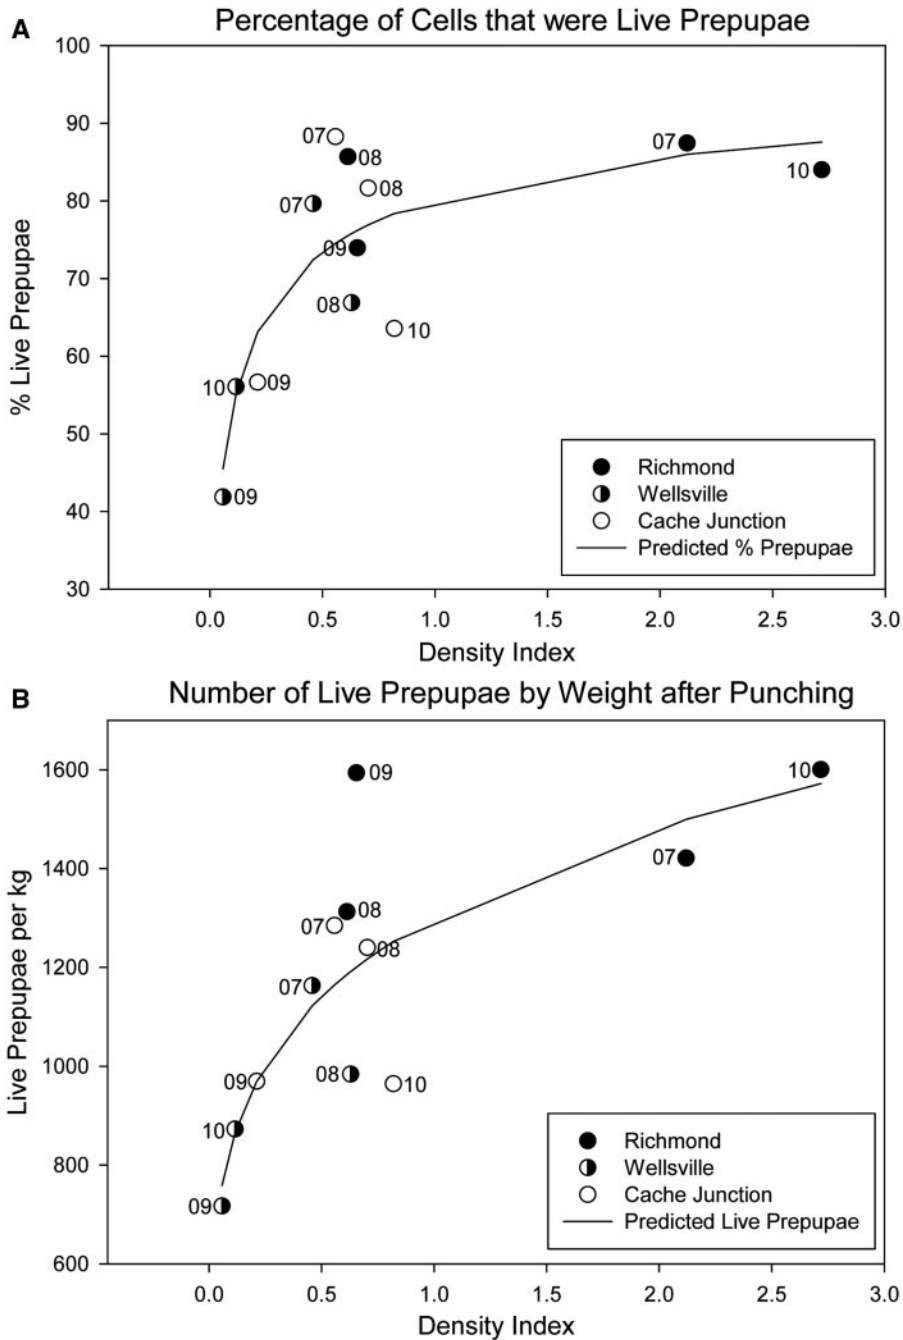 A
Percentage of Cells that were Live Prepupae
100
90
80
70
60
50
40
30
% Live Prepupae
07
08
08
07
09
08
10
10
09
09
07
10
Richmond
Wellsville
Cache Junction
Predicted % Prepupae
0.0 0.5 1.0 1.5 2.0 2.5 3.0
Density Index
B
Number of Live Prepupae by Weight after Punching
1600
1400
1200
1000
800
600
Live Prepupae per kg
09
10
07
08
07
08
07
09
08
10
10
09
Richmond
Wellsville
Cache Junction
Predicted Live Prepupae
0.0 0.5 1.0 1.5 2.0 2.5 3.0
Density Index